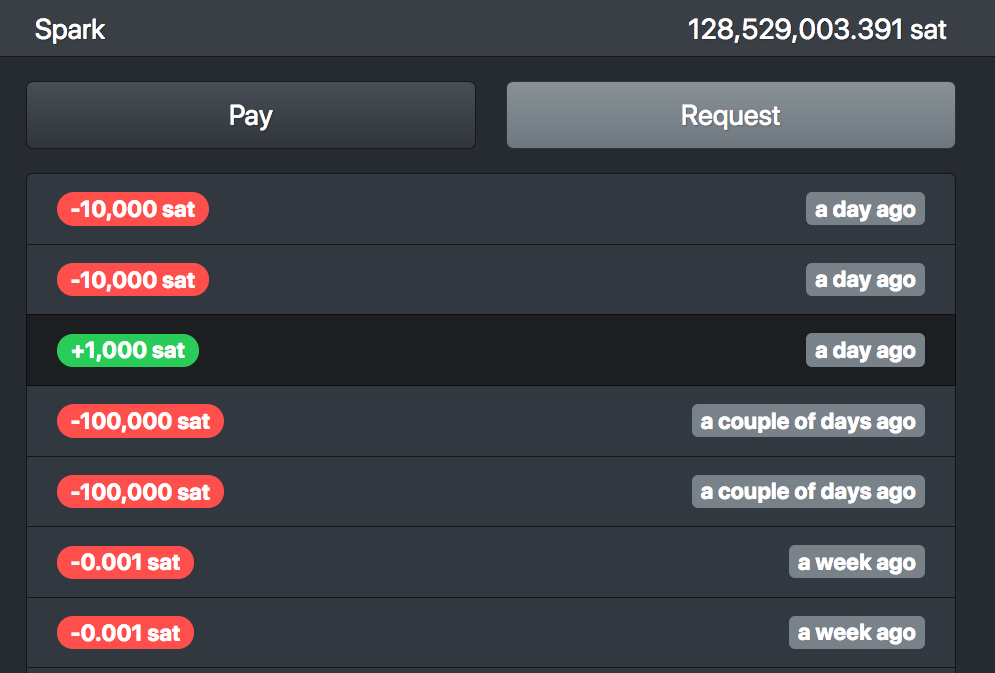 Spark 128,529,003.391 sat
Pay Request
-10,000 sat a day ago
-10,000 sat a day ago
+1,000 sat a day ago
-100,000 sat a couple of days ago
-100,000 sat a couple of days ago
-0.001 sat a week ago
-0.001 sat a week ago